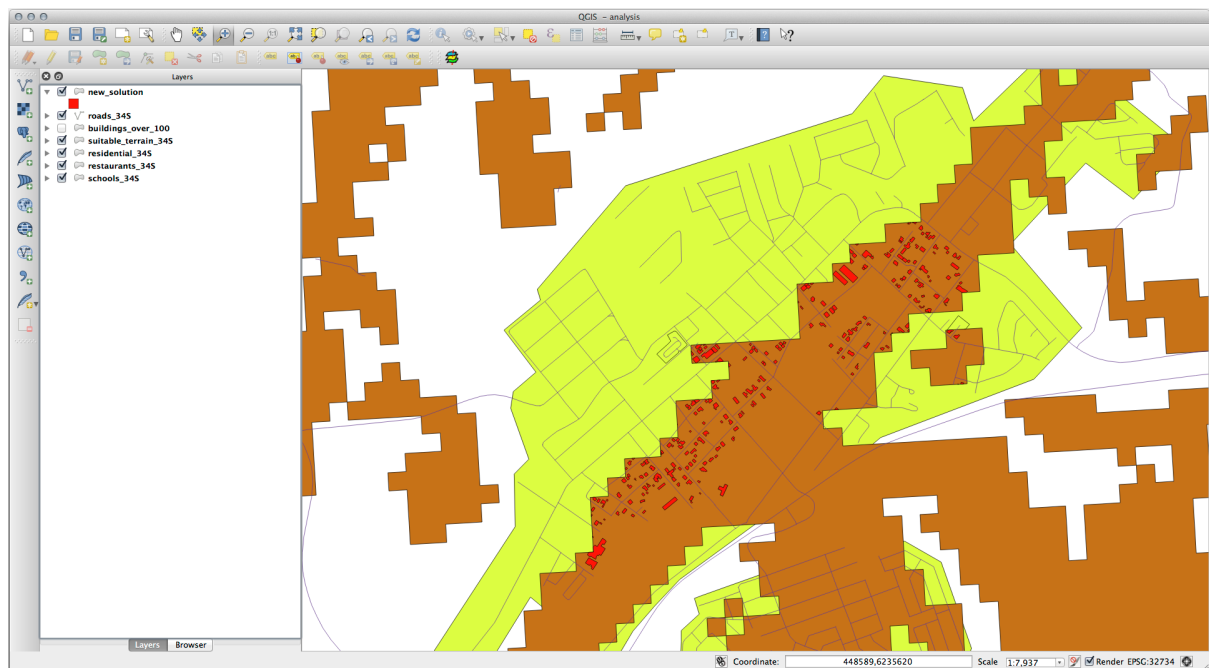 QGIS - analysis
Layers
new_solution
roads_34S
buildings_over_100
suitable_terrain_34S
residential_34S
restaurants_34S
schools_34S
Layers Browser
Coordinate: 448589,6235620 Scale 1:7,937 Render EPSG:32734